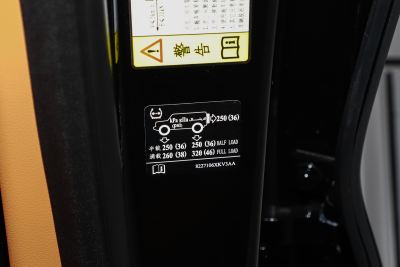 警告
250 (36)
kPa
(psi)
半载 250 (36) 250 (36) HALF LOAD
满载 260 (38) 320 (46) FULL LOAD
8227106XKV3AA